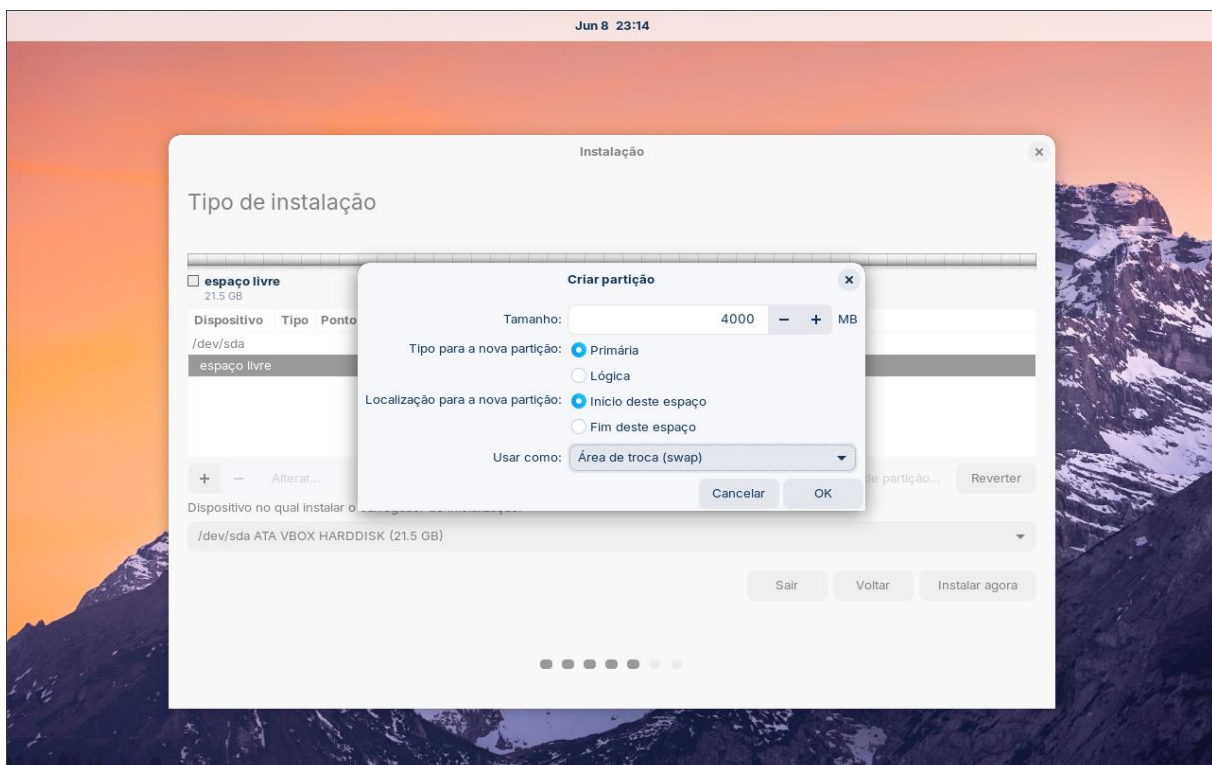 Jun 8 23:14
Instalação
Tipo de instalação
espaço livre
21.5 GB
Dispositivo Tipo Ponto
/dev/sda
espaço livre
Criar partição
Tamanho: 4000 − + MB
Tipo para a nova partição: Primária
Lógica
Localização para a nova partição: Início deste espaço
Fim deste espaço
Usar como: Área de troca (swap)
Cancelar OK
+ − Alterar... de partição... Reverter
Dispositivo no qual instalar o carregador de inicialização:
/dev/sda ATA VBOX HARDDISK (21.5 GB)
Sair Voltar Instalar agora